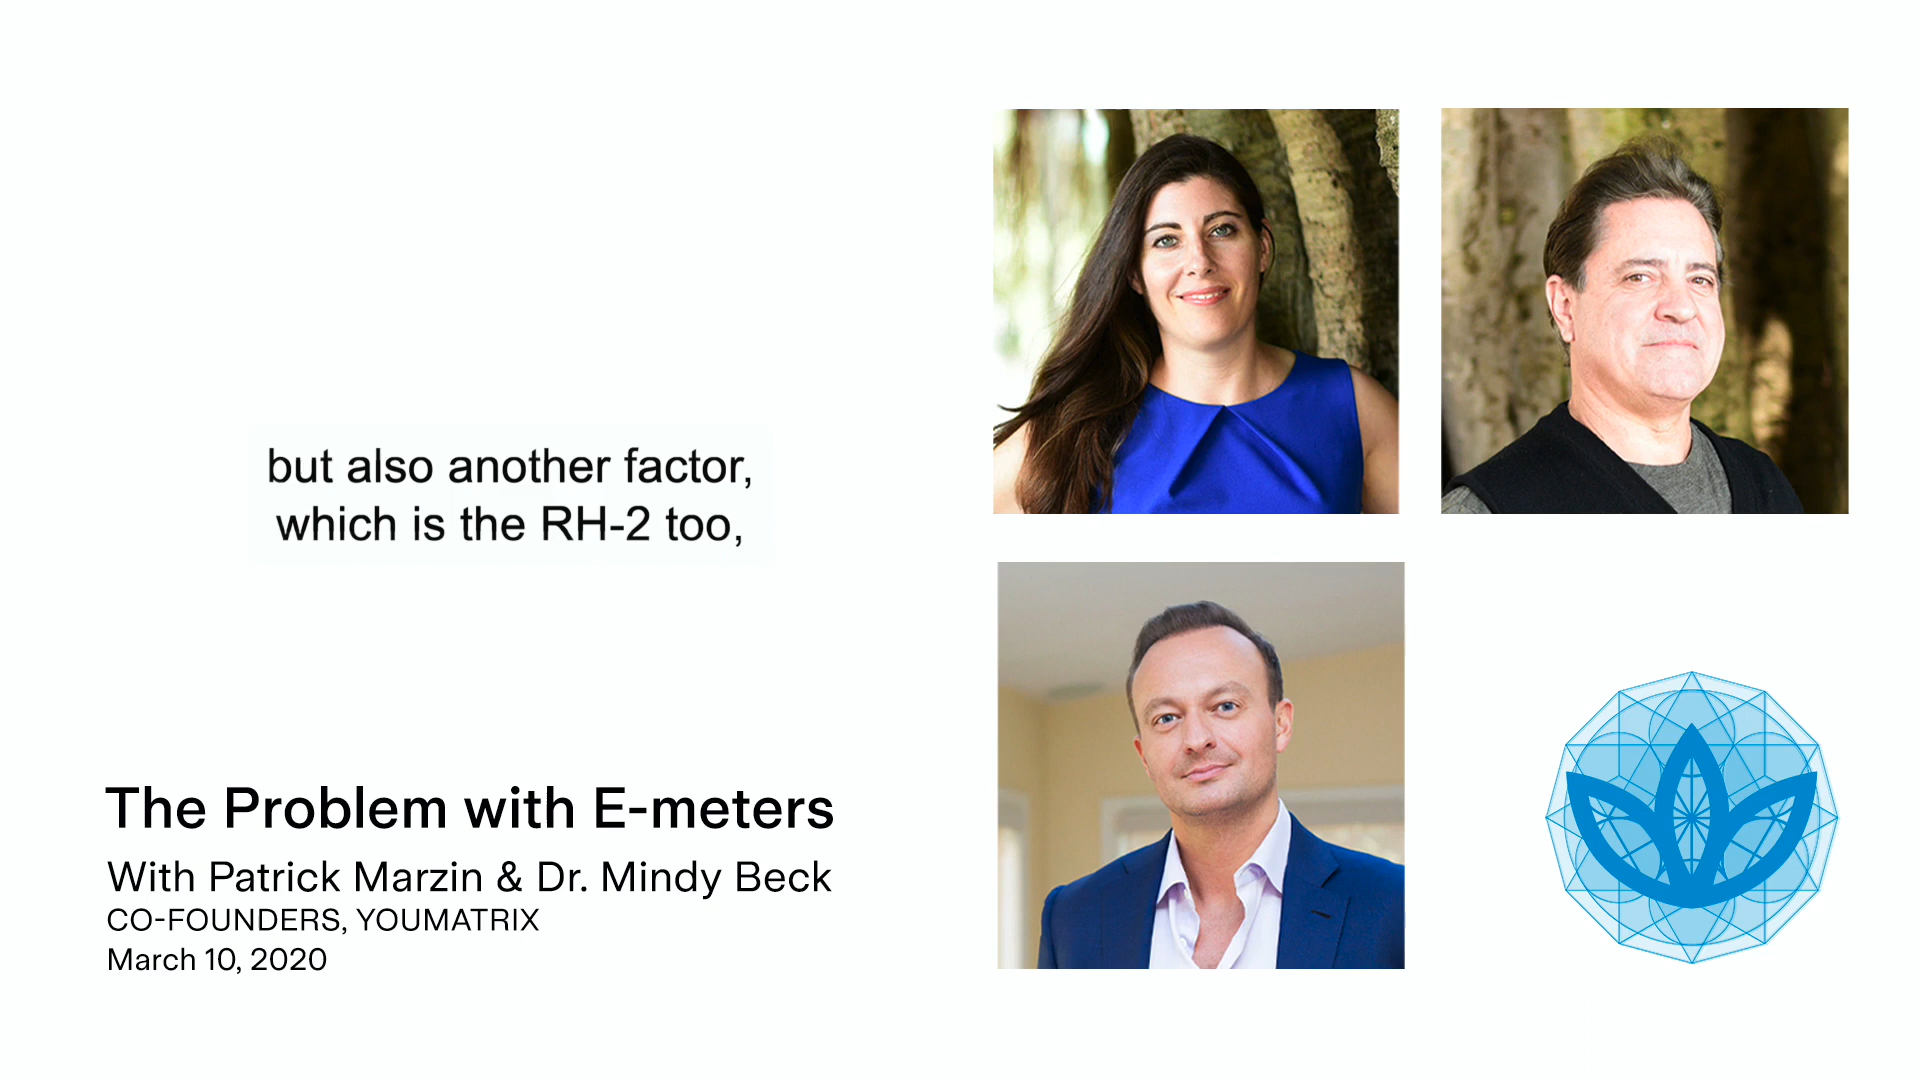 but also another factor,
which is the RH-2 too,
The Problem with E-meters
With Patrick Marzin & Dr. Mindy Beck
CO-FOUNDERS, YOUMATRIX
March 10, 2020